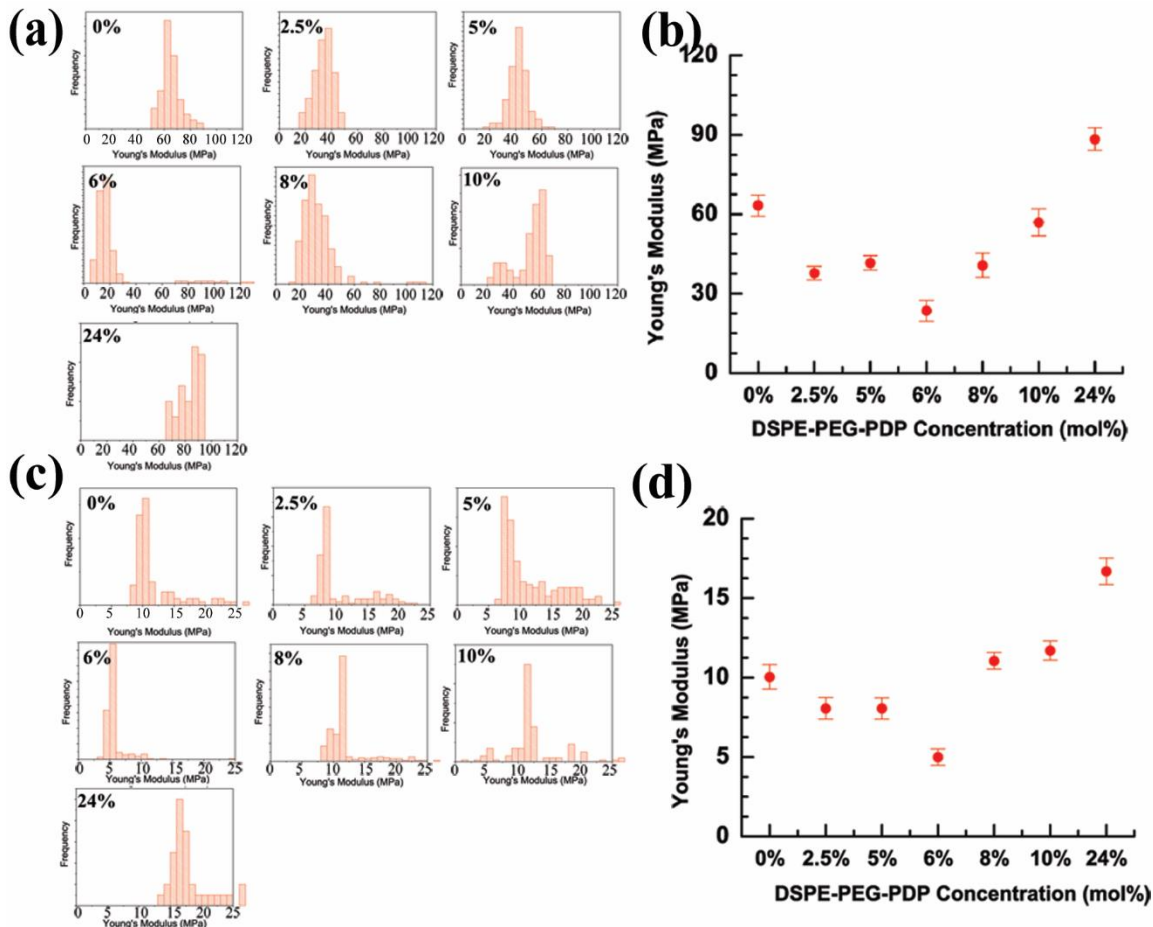 (a)
0%
Frequency
0 20 40 60 80 100 120
Young's Modulus (MPa)
2.5%
Frequency
0 20 40 60 80 100 120
Young's Modulus (MPa)
5%
Frequency
0 20 40 60 80 100 120
Young's Modulus (MPa)
6%
Frequency
0 20 40 60 80 100 120
Young's Modulus (MPa)
8%
Frequency
0 20 40 60 80 100 120
Young's Modulus (MPa)
10%
Frequency
0 20 40 60 80 100 120
Young's Modulus (MPa)
24%
Frequency
0 20 40 60 80 100 120
Young's Modulus (MPa)
(b)
Young's Modulus (MPa)
120
90
60
30
0
0% 2.5% 5% 6% 8% 10% 24%
DSPE-PEG-PDP Concentration (mol%)
(c)
0%
Frequency
0 5 10 15 20 25
Young's Modulus (MPa)
2.5%
Frequency
0 5 10 15 20 25
Young's Modulus (MPa)
5%
Frequency
0 5 10 15 20 25
Young's Modulus (MPa)
6%
Frequency
0 5 10 15 20 25
Young's Modulus (MPa)
8%
Frequency
0 5 10 15 20 25
Young's Modulus (MPa)
10%
Frequency
0 5 10 15 20 25
Young's Modulus (MPa)
24%
Frequency
0 5 10 15 20 25
Young's Modulus (MPa)
(d)
Young's Modulus (MPa)
20
15
10
5
0
0% 2.5% 5% 6% 8% 10% 24%
DSPE-PEG-PDP Concentration (mol%)